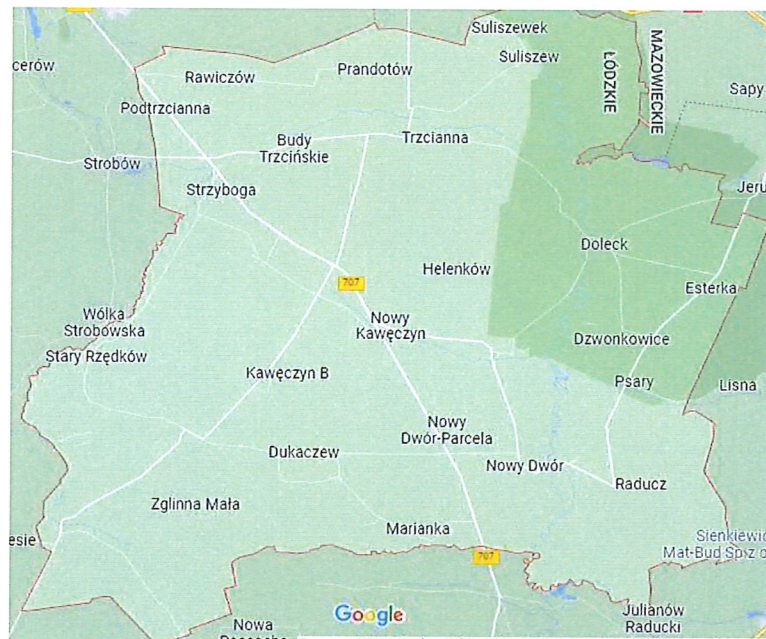 Suliszewek
Suliszew
ŁÓDZKIE
MAZOWIECKIE
cerów
Rawiczów
Prandotów
Sapy
Podtrzcianna
Budy
Trzcińskie
Trzcianna
Strobów
Strzyboga
Jeru
Doleck
Helenków
707
Esterka
Wólka
Strobowska
Nowy
Kawęczyn
Dzwonkowice
Stary Rzędków
Kawęczyn B
Psary
Lisna
Nowy
Dwór-Parcela
Dukaczew
Nowy Dwór
Raducz
Zglinna Mała
Marianka
esie
Sienkiewic
Mat-Bud Sp z o
707
Google
Julianów
Raducki
Nowa